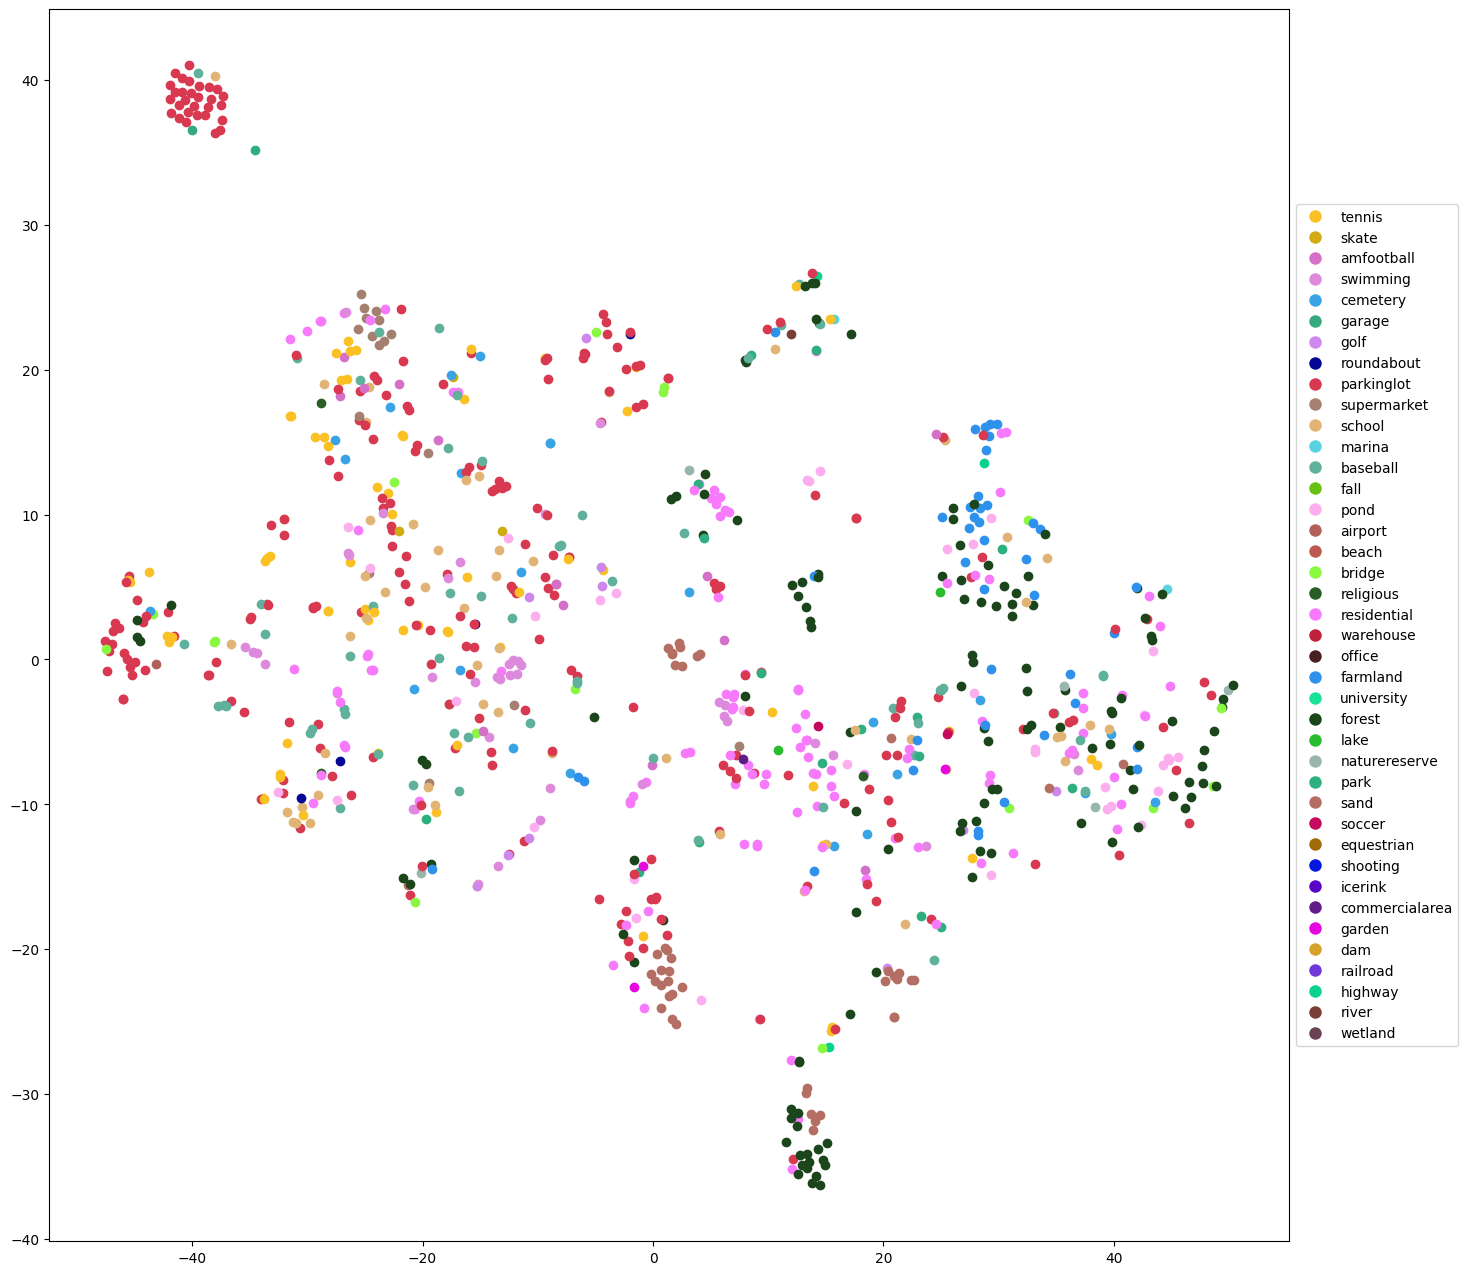 40
30
20
10
0
−10
−20
−30
−40
−40
−20
0
20
40
tennis
skate
amfootball
swimming
cemetery
garage
golf
roundabout
parkinglot
supermarket
school
marina
baseball
fall
pond
airport
beach
bridge
religious
residential
warehouse
office
farmland
university
forest
lake
naturereserve
park
sand
soccer
equestrian
shooting
icerink
commercialarea
garden
dam
railroad
highway
river
wetland